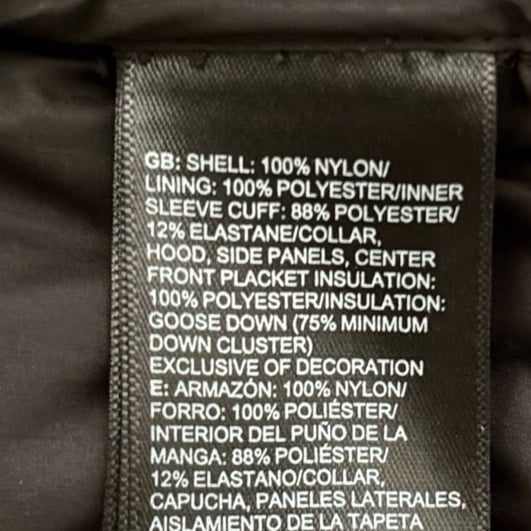 GB: SHELL: 100% NYLON/
LINING: 100% POLYESTER/INNER
SLEEVE CUFF: 88% POLYESTER/
12% ELASTANE/COLLAR,
HOOD, SIDE PANELS, CENTER
FRONT PLACKET INSULATION:
100% POLYESTER/INSULATION:
GOOSE DOWN (75% MINIMUM
DOWN CLUSTER)
EXCLUSIVE OF DECORATION
E: ARMAZÓN: 100% NYLON/
FORRO: 100% POLIÉSTER/
INTERIOR DEL PUÑO DE LA
MANGA: 88% POLIÉSTER/
12% ELASTANO/COLLAR,
CAPUCHA, PANELES LATERALES,
AISLAMIENTO DE LA TAPETA